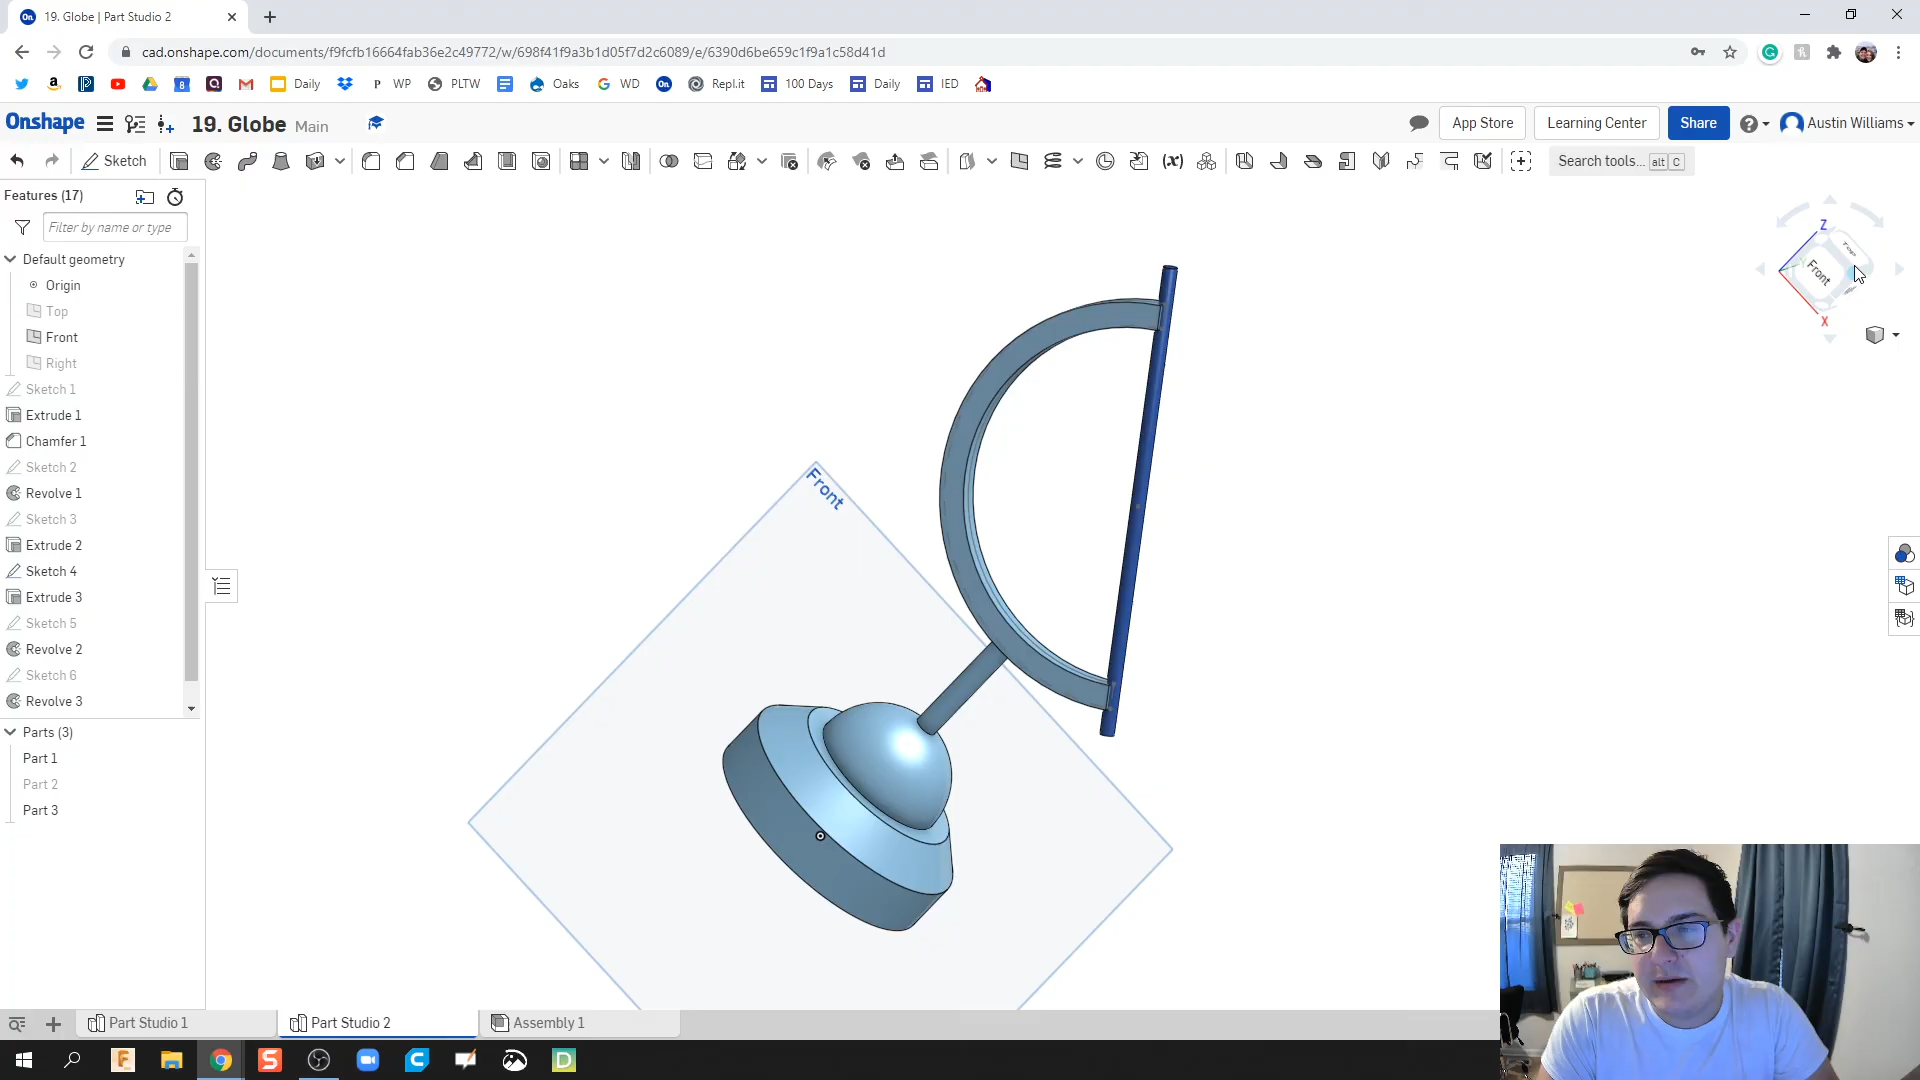 19. Globe | Part Studio 2
cad.onshape.com/documents/f9fcfb16664fab36e2c49772/w/698f41f9a3b1d05f7d2c6089/e/6390d6be659c1f9a1c58d41d
Daily
WP
PLTW
Oaks
WD
Repl.it
100 Days
Daily
IED
Onshape
19. Globe Main
App Store
Learning Center
Share
Austin Williams
Sketch
Search tools... alt C
Features (17)
Filter by name or type
Default geometry
Origin
Top
Front
Right
Sketch 1
Extrude 1
Chamfer 1
Sketch 2
Revolve 1
Sketch 3
Extrude 2
Sketch 4
Extrude 3
Sketch 5
Revolve 2
Sketch 6
Revolve 3
Parts (3)
Part 1
Part 2
Part 3
Front
Z
Top
Front
X
Part Studio 1
Part Studio 2
Assembly 1